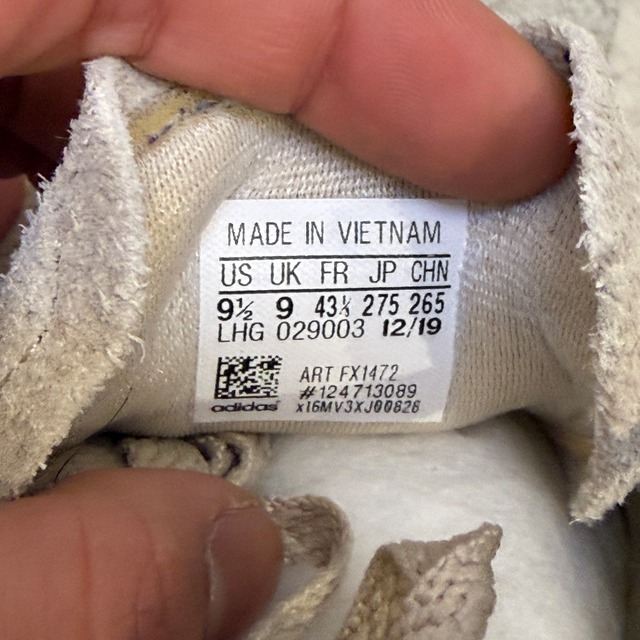 MADE IN VIETNAM
US UK FR JP CHN
9½ 9 43⅓ 275 265
LHG 029003 12/19
ART FX1472
#124713089
adidas x16MV3XJ00828